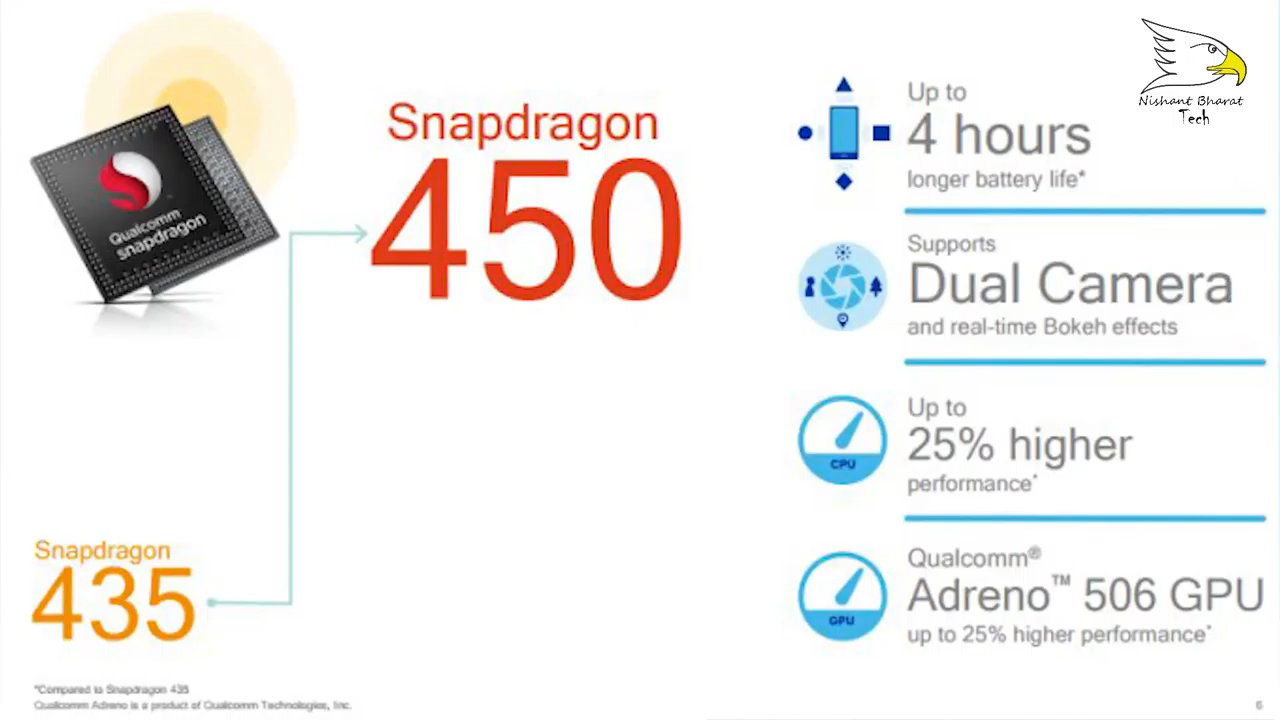 Nishant Bharat
Tech
Qualcomm
snapdragon
Snapdragon
450
Snapdragon
435
Up to
4 hours
longer battery life*
Supports
Dual Camera
and real-time Bokeh effects
CPU
Up to
25% higher
performance*
GPU
Qualcomm®
Adreno™ 506 GPU
up to 25% higher performance*
*Compared to Snapdragon 435
Qualcomm Adreno is a product of Qualcomm Technologies, Inc.
6